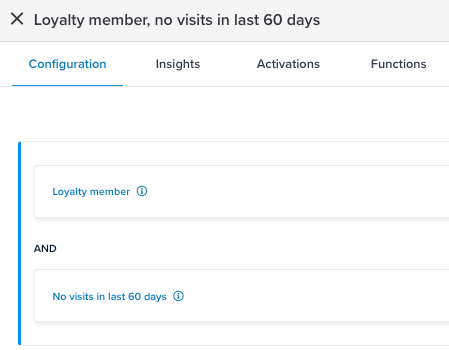 Loyalty member, no visits in last 60 days
Configuration Insights Activations Functions
Loyalty member
AND
No visits in last 60 days